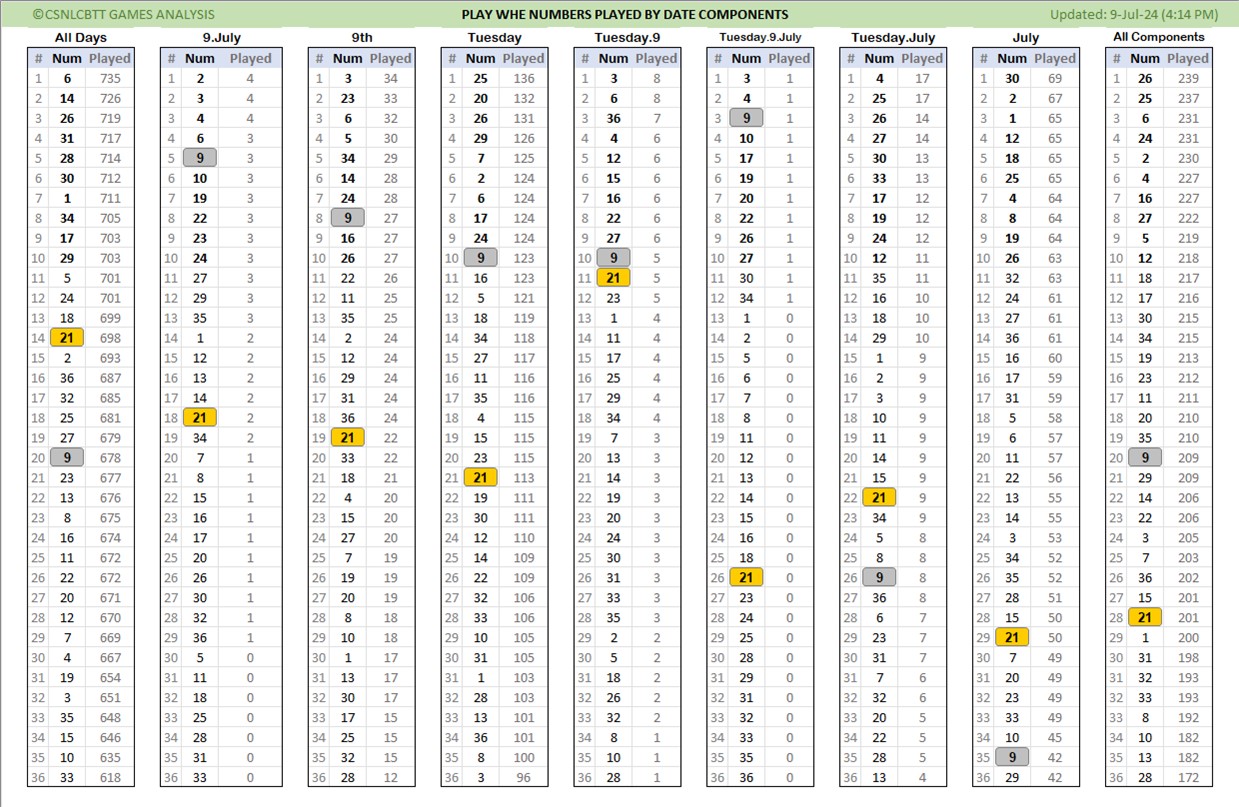 ©CSNLCBTT GAMES ANALYSIS PLAY WHE NUMBERS PLAYED BY DATE COMPONENTS Updated: 9-Jul-24 (4:14 PM)
All Days 9.July 9th Tuesday Tuesday.9 Tuesday.9.July Tuesday.July July All Components
# Num Played # Num Played # Num Played # Num Played # Num Played # Num Played # Num Played # Num Played # Num Played
1 6 735 1 2 4 1 3 34 1 25 136 1 3 8 1 3 1 1 4 17 1 30 69 1 26 239
2 14 726 2 3 4 2 23 33 2 20 132 2 6 8 2 4 1 2 25 17 2 2 67 2 25 237
3 26 719 3 4 4 3 6 32 3 26 131 3 36 7 3 9 1 3 26 14 3 1 65 3 6 231
4 31 717 4 6 3 4 5 30 4 29 126 4 4 6 4 10 1 4 27 14 4 12 65 4 24 231
5 28 714 5 9 3 5 34 29 5 7 125 5 12 6 5 17 1 5 30 13 5 18 65 5 2 230
6 30 712 6 10 3 6 14 28 6 2 124 6 15 6 6 19 1 6 33 13 6 25 65 6 4 227
7 1 711 7 19 3 7 24 28 7 6 124 7 16 6 7 20 1 7 17 12 7 4 64 7 16 227
8 34 705 8 22 3 8 9 27 8 17 124 8 22 6 8 22 1 8 19 12 8 8 64 8 27 222
9 17 703 9 23 3 9 16 27 9 24 124 9 27 6 9 26 1 9 24 12 9 19 64 9 5 219
10 29 703 10 24 3 10 26 27 10 9 123 10 9 5 10 27 1 10 12 11 10 26 63 10 12 218
11 5 701 11 27 3 11 22 26 11 16 123 11 21 5 11 30 1 11 35 11 11 32 63 11 18 217
12 24 701 12 29 3 12 11 25 12 5 121 12 23 5 12 34 1 12 16 10 12 24 61 12 17 216
13 18 699 13 35 3 13 35 25 13 18 119 13 1 4 13 1 0 13 18 10 13 27 61 13 30 215
14 21 698 14 1 2 14 2 24 14 34 118 14 11 4 14 2 0 14 29 10 14 36 61 14 34 215
15 2 693 15 12 2 15 12 24 15 27 117 15 17 4 15 5 0 15 1 9 15 16 60 15 19 213
16 36 687 16 13 2 16 29 24 16 11 116 16 25 4 16 6 0 16 2 9 16 17 59 16 23 212
17 32 685 17 14 2 17 31 24 17 35 116 17 29 4 17 7 0 17 3 9 17 31 59 17 11 211
18 25 681 18 21 2 18 36 24 18 4 115 18 34 4 18 8 0 18 10 9 18 5 58 18 20 210
19 27 679 19 34 2 19 21 22 19 15 115 19 7 3 19 11 0 19 11 9 19 6 57 19 35 210
20 9 678 20 7 1 20 33 22 20 23 115 20 13 3 20 12 0 20 14 9 20 11 57 20 9 209
21 23 677 21 8 1 21 18 21 21 21 113 21 14 3 21 13 0 21 15 9 21 22 56 21 29 209
22 13 676 22 15 1 22 4 20 22 19 111 22 19 3 22 14 0 22 21 9 22 13 55 22 14 206
23 8 675 23 16 1 23 15 20 23 30 111 23 20 3 23 15 0 23 34 9 23 14 55 23 22 206
24 16 674 24 17 1 24 27 20 24 12 110 24 24 3 24 16 0 24 5 8 24 3 53 24 3 205
25 11 672 25 20 1 25 7 19 25 14 109 25 30 3 25 18 0 25 8 8 25 34 52 25 7 203
26 22 672 26 26 1 26 19 19 26 22 109 26 31 3 26 21 0 26 9 8 26 35 52 26 36 202
27 20 671 27 30 1 27 20 19 27 32 106 27 33 3 27 23 0 27 36 8 27 28 51 27 15 201
28 12 670 28 32 1 28 8 18 28 33 106 28 35 3 28 24 0 28 6 7 28 15 50 28 21 201
29 7 669 29 36 1 29 10 18 29 10 105 29 2 2 29 25 0 29 23 7 29 21 50 29 1 200
30 4 667 30 5 0 30 1 17 30 31 105 30 5 2 30 28 0 30 31 7 30 7 49 30 31 198
31 19 654 31 11 0 31 13 17 31 1 103 31 18 2 31 29 0 31 7 6 31 20 49 31 32 193
32 3 651 32 18 0 32 30 17 32 28 103 32 26 2 32 31 0 32 32 6 32 23 49 32 33 193
33 35 648 33 25 0 33 17 15 33 13 101 33 32 2 33 32 0 33 20 5 33 33 49 33 8 192
34 15 646 34 28 0 34 25 15 34 36 101 34 8 1 34 33 0 34 22 5 34 10 45 34 10 182
35 10 635 35 31 0 35 32 15 35 8 100 35 10 1 35 35 0 35 28 5 35 9 42 35 13 182
36 33 618 36 33 0 36 28 12 36 3 96 36 28 1 36 36 0 36 13 4 36 29 42 36 28 172